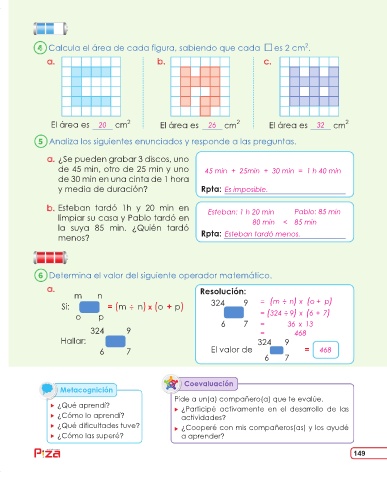 4 Calcula el área de cada figura, sabiendo que cada □ es 2 cm².
a. b. c.
El área es 20 cm² El área es 26 cm² El área es 32 cm²
5 Analiza los siguientes enunciados y responde a las preguntas.
a. ¿Se pueden grabar 3 discos, uno
de 45 min, otro de 25 min y uno
de 30 min en una cinta de 1 hora
y media de duración?
45 min + 25min + 30 min = 1 h 40 min
Rpta: Es imposible.
b. Esteban tardó 1h y 20 min en
limpiar su casa y Pablo tardó en
la suya 85 min. ¿Quién tardó
menos?
Esteban: 1 h 20 min Pablo: 85 min
80 min < 85 min
Rpta: Esteban tardó menos.
6 Determina el valor del siguiente operador matemático.
a.
m n
Si: = (m ÷ n) x (o + p)
o p
324 9
Hallar:
6 7
Resolución:
324 9 = (m ÷ n) x (o + p)
= (324 ÷ 9) x (6 + 7)
6 7 = 36 x 13
= 468
324 9
El valor de = 468
6 7
Metacognición
¿Qué aprendí?
¿Cómo lo aprendí?
¿Qué dificultades tuve?
¿Cómo las superé?
Coevaluación
Pide a un(a) compañero(a) que te evalúe.
¿Participé activamente en el desarrollo de las
actividades?
¿Cooperé con mis compañeros(as) y los ayudé
a aprender?
149